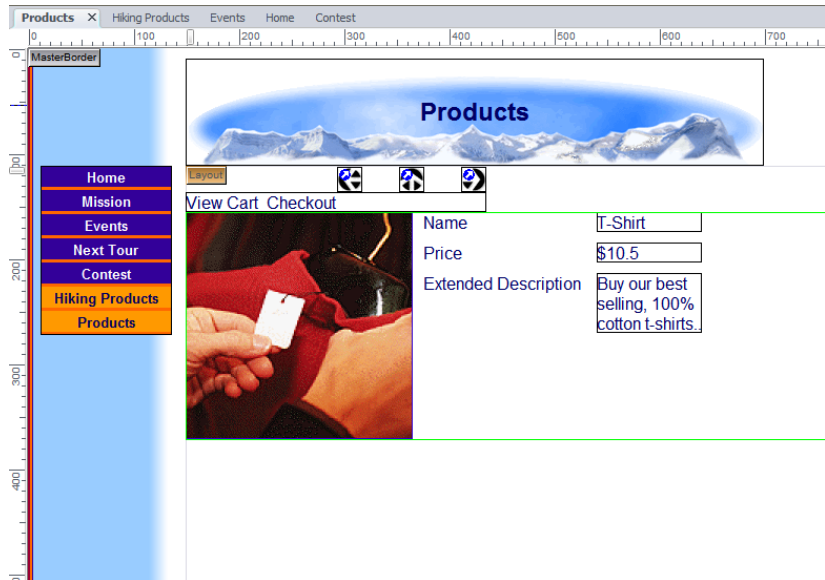 Products X Hiking Products Events Home Contest
0 100 200 300 400 500 600 700
MasterBorder
Products
Layout
Home
Mission
Events
Next Tour
Contest
Hiking Products
Products
View Cart Checkout
Name T-Shirt
Price $10.5
Extended Description Buy our best
selling, 100%
cotton t-shirts..
0
100
200
300
400